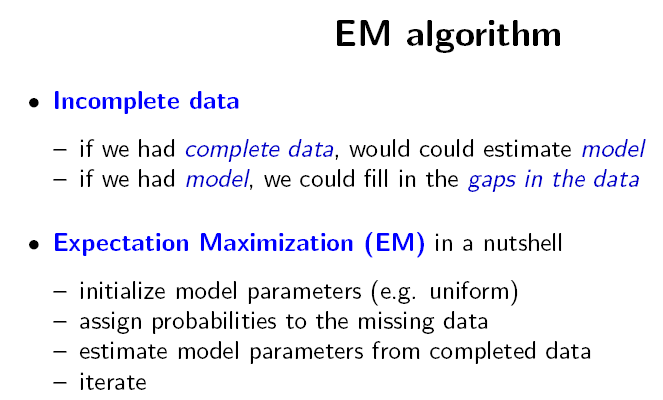 EM algorithm
• Incomplete data
– if we had complete data, would could estimate model
– if we had model, we could fill in the gaps in the data
• Expectation Maximization (EM) in a nutshell
– initialize model parameters (e.g. uniform)
– assign probabilities to the missing data
– estimate model parameters from completed data
– iterate